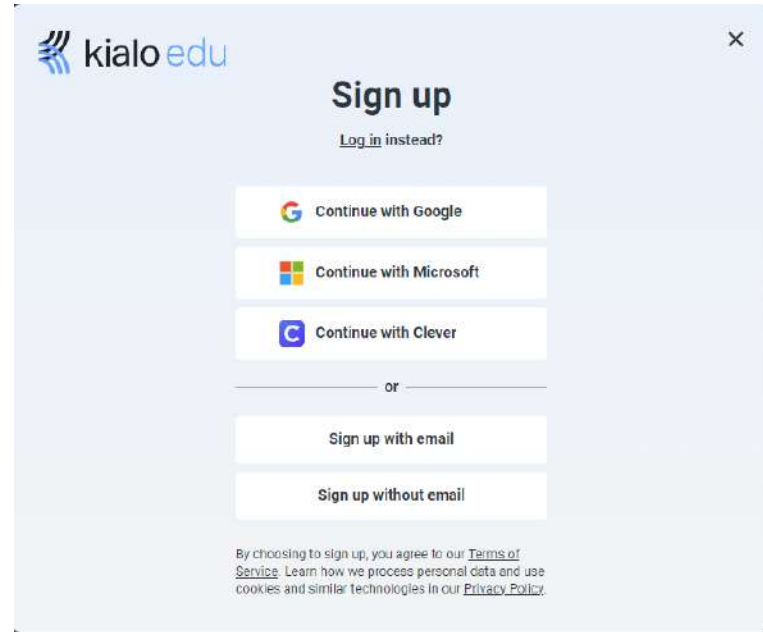 kialo edu
Sign up
Log in instead?
Continue with Google
Continue with Microsoft
C Continue with Clever
or
Sign up with email
Sign up without email
By choosing to sign up, you agree to our Terms of
Service. Learn how we process personal data and use
cookies and similar technologies in our Privacy Policy.